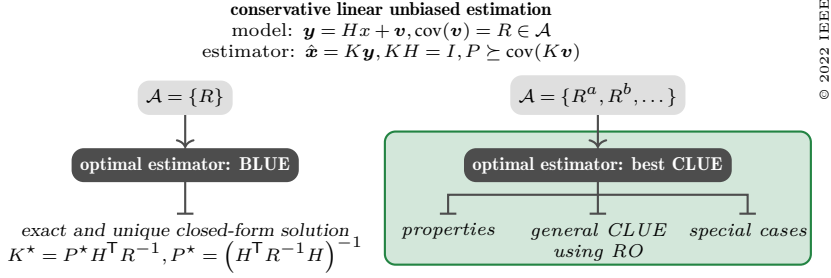 conservative linear unbiased estimation
model: y = Hx + v, cov(v) = R ∈ 𝒜
estimator: x̂ = Ky, KH = I, P ⪰ cov(Kv)
𝒜 = {R}
optimal estimator: BLUE
exact and unique closed-form solution
K⋆ = P⋆HᵀR⁻¹, P⋆ = (HᵀR⁻¹H)⁻¹
𝒜 = {Rᵃ, Rᵇ, . . . }
optimal estimator: best CLUE
properties
general CLUE
using RO
special cases
© 2022 IEEE